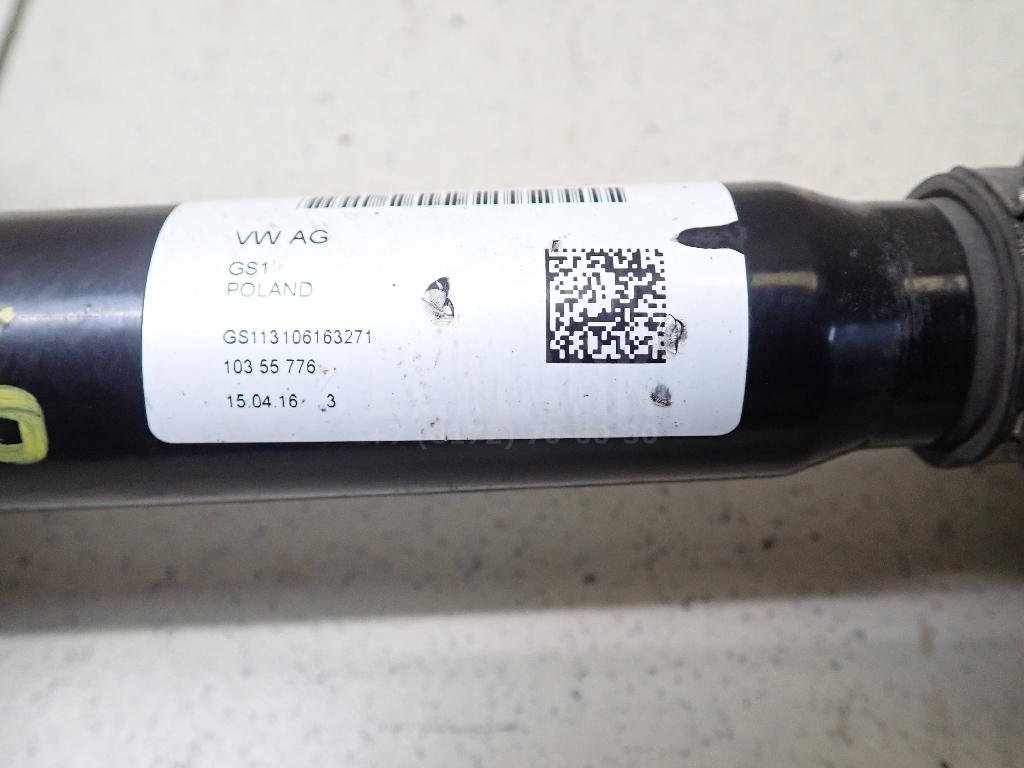 VW AG
GS1
POLAND
GS113106163271
103 55 776
15.04.16 3